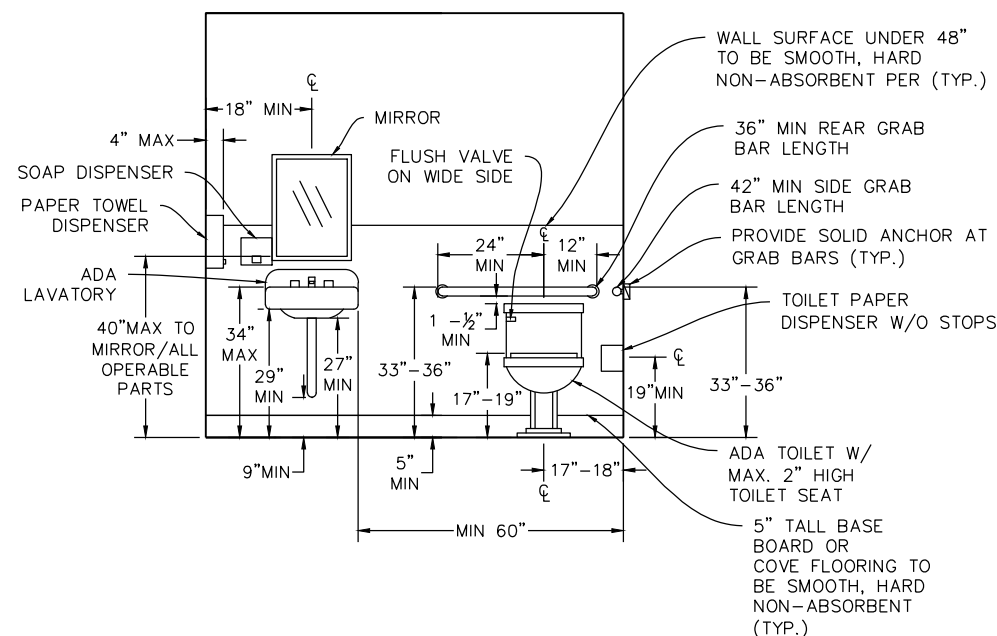 WALL SURFACE UNDER 48"
TO BE SMOOTH, HARD
NON-ABSORBENT PER (TYP.)
℄
18" MIN
MIRROR
4" MAX
36" MIN REAR GRAB
BAR LENGTH
FLUSH VALVE
ON WIDE SIDE
SOAP DISPENSER
42" MIN SIDE GRAB
BAR LENGTH
PAPER TOWEL
DISPENSER
℄
24"
MIN
12"
MIN
PROVIDE SOLID ANCHOR AT
GRAB BARS (TYP.)
ADA
LAVATORY
TOILET PAPER
DISPENSER W/O STOPS
40"MAX TO
MIRROR/ALL
OPERABLE
PARTS
34"
MAX
1 -½"
MIN
29"
MIN
27"
MIN
33"-36"
17"-19"
℄
19"MIN
33"-36"
9"MIN
5"
MIN
17"-18"
℄
ADA TOILET W/
MAX. 2" HIGH
TOILET SEAT
MIN 60"
5" TALL BASE
BOARD OR
COVE FLOORING TO
BE SMOOTH, HARD
NON-ABSORBENT
(TYP.)